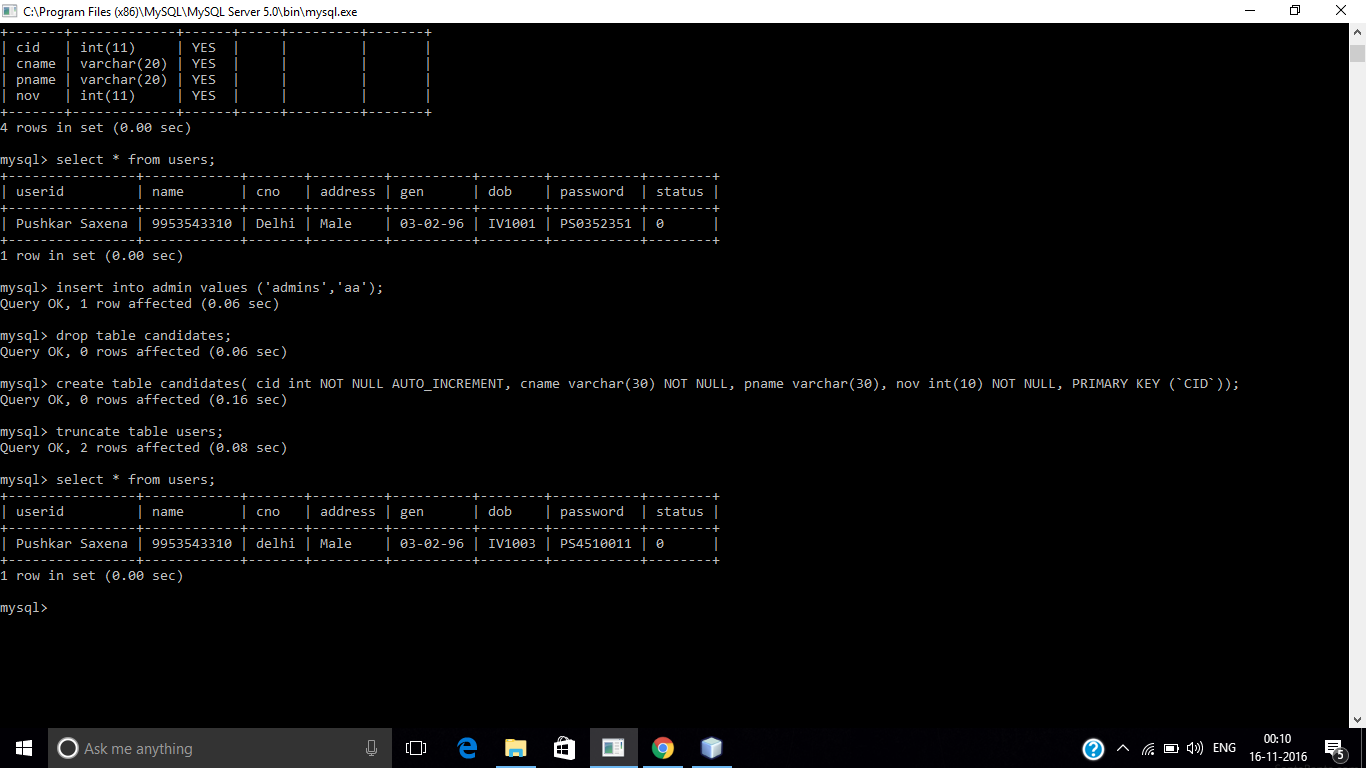 C:\Program Files (x86)\MySQL\MySQL Server 5.0\bin\mysql.exe
+-------+-------------+------+-----+---------+-------+
| cid   | int(11)     | YES  |     |         |       |
| cname | varchar(20) | YES  |     |         |       |
| pname | varchar(20) | YES  |     |         |       |
| nov   | int(11)     | YES  |     |         |       |
+-------+-------------+------+-----+---------+-------+
4 rows in set (0.00 sec)

mysql> select * from users;
+----------------+------------+-------+---------+----------+--------+-----------+--------+
| userid         | name       | cno   | address | gen      | dob    | password  | status |
+----------------+------------+-------+---------+----------+--------+-----------+--------+
| Pushkar Saxena | 9953543310 | Delhi | Male    | 03-02-96 | IV1001 | PS0352351 | 0      |
+----------------+------------+-------+---------+----------+--------+-----------+--------+
1 row in set (0.00 sec)

mysql> insert into admin values ('admins','aa');
Query OK, 1 row affected (0.06 sec)

mysql> drop table candidates;
Query OK, 0 rows affected (0.06 sec)

mysql> create table candidates( cid int NOT NULL AUTO_INCREMENT, cname varchar(30) NOT NULL, pname varchar(30), nov int(10) NOT NULL, PRIMARY KEY (`CID`));
Query OK, 0 rows affected (0.16 sec)

mysql> truncate table users;
Query OK, 2 rows affected (0.08 sec)

mysql> select * from users;
+----------------+------------+-------+---------+----------+--------+-----------+--------+
| userid         | name       | cno   | address | gen      | dob    | password  | status |
+----------------+------------+-------+---------+----------+--------+-----------+--------+
| Pushkar Saxena | 9953543310 | delhi | Male    | 03-02-96 | IV1003 | PS4510011 | 0      |
+----------------+------------+-------+---------+----------+--------+-----------+--------+
1 row in set (0.00 sec)

mysql>
Ask me anything
ENG
00:10
16-11-2016
5